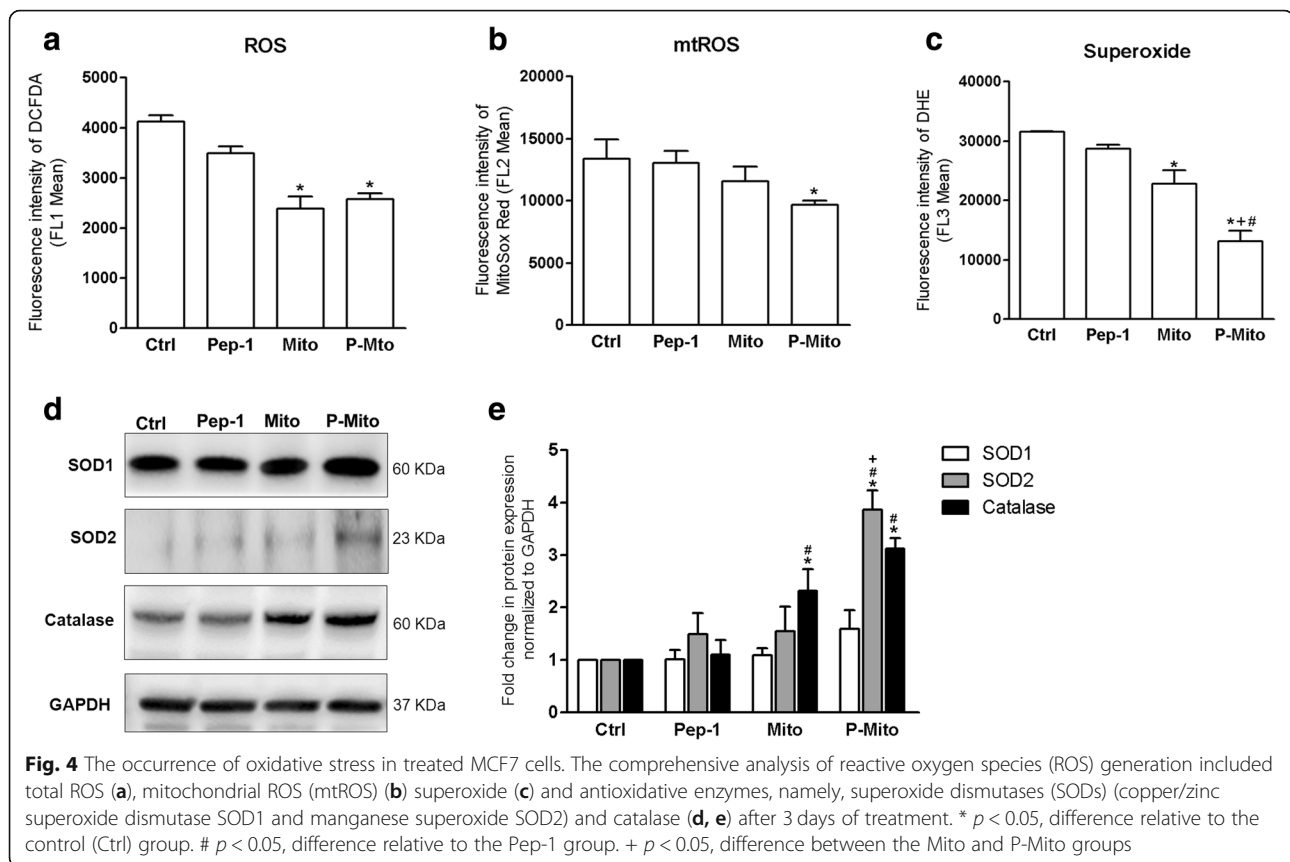 a
ROS
Fluorescence intensity of DCFDA
(FL1 Mean)
5000
4000
3000
2000
1000
0
*
*
Ctrl Pep-1 Mito P-Mto
b
mtROS
Fluorescence intensity of
MitoSox Red (FL2 Mean)
20000
15000
10000
5000
0
*
Ctrl Pep-1 Mito P-Mito
c
Superoxide
Fluorescence intensity of DHE
(FL3 Mean)
40000
30000
20000
10000
0
*
*+#
Ctrl Pep-1 Mito P-Mito
d
Ctrl Pep-1 Mito P-Mito
SOD1 60 KDa
SOD2 23 KDa
Catalase 60 KDa
GAPDH 37 KDa
e
Fold change in protein expression
normalized to GAPDH
5
4
3
2
1
0
#
*
+
#
*
#
*
Ctrl Pep-1 Mito P-Mito
SOD1
SOD2
Catalase
Fig. 4 The occurrence of oxidative stress in treated MCF7 cells. The comprehensive analysis of reactive oxygen species (ROS) generation included
total ROS (a), mitochondrial ROS (mtROS) (b) superoxide (c) and antioxidative enzymes, namely, superoxide dismutases (SODs) (copper/zinc
superoxide dismutase SOD1 and manganese superoxide SOD2) and catalase (d, e) after 3 days of treatment. * p < 0.05, difference relative to the
control (Ctrl) group. # p < 0.05, difference relative to the Pep-1 group. + p < 0.05, difference between the Mito and P-Mito groups